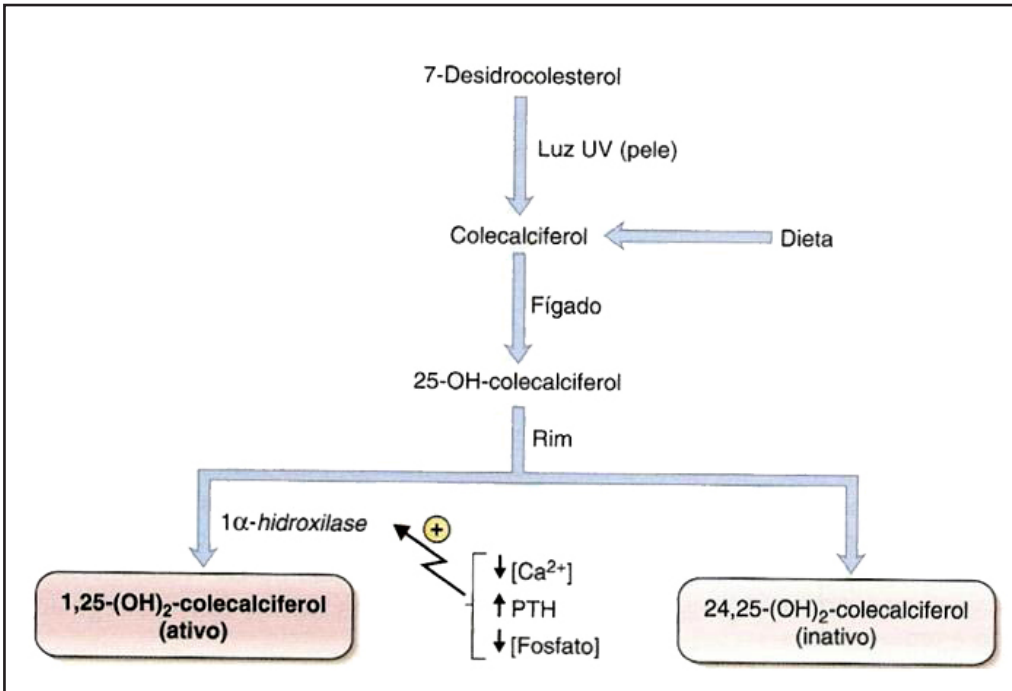 7-Desidrocolesterol
Luz UV (pele)
Colecalciferol
Dieta
Fígado
25-OH-colecalciferol
Rim
1α-hidroxilase
+
↓[Ca²⁺]
↑ PTH
↓[Fosfato]
1,25-(OH)₂-colecalciferol
(ativo)
24,25-(OH)₂-colecalciferol
(inativo)